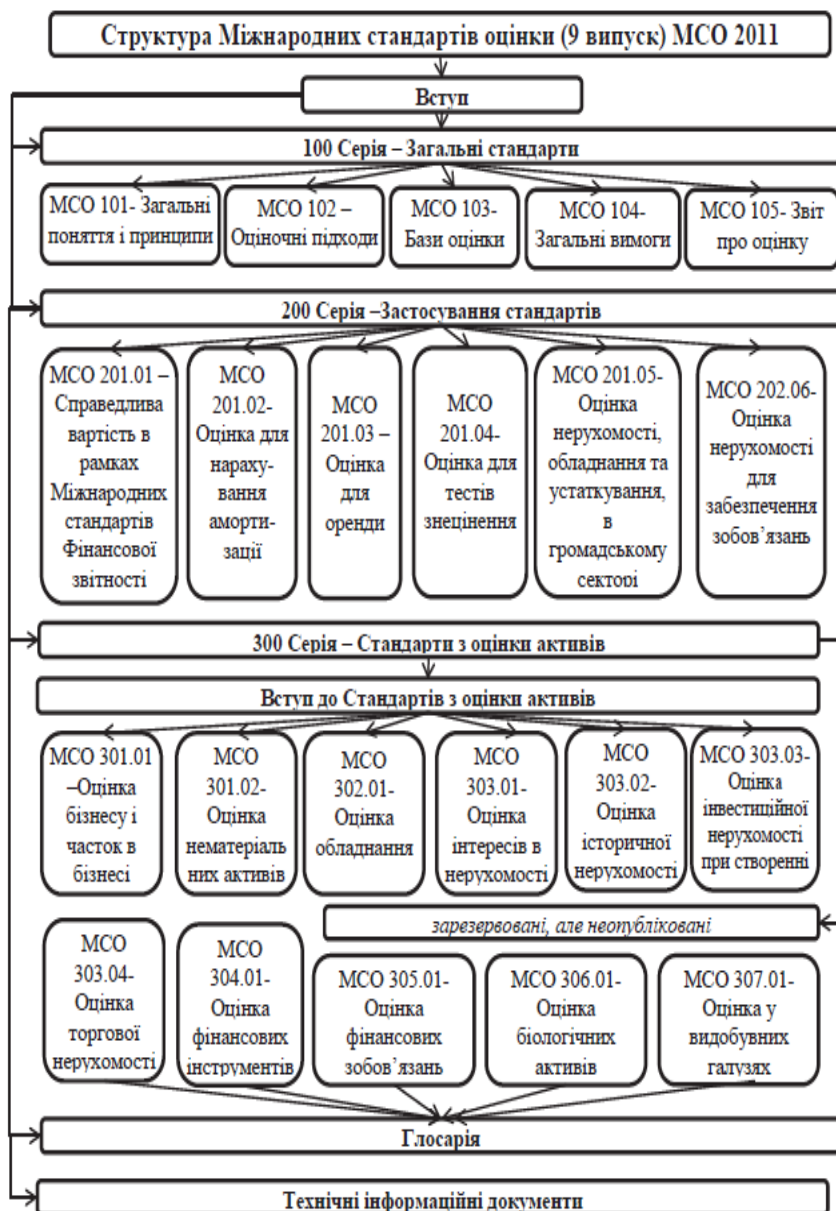 Структура Міжнародних стандартів оцінки (9 випуск) МСО 2011
Вступ
100 Серія – Загальні стандарти
МСО 101- Загальні
поняття і принципи
МСО 102 –
Оціночні підходи
МСО 103-
Бази оцінки
МСО 104-
Загальні вимоги
МСО 105- Звіт
про оцінку
200 Серія –Застосування стандартів
МСО 201.01 –
Справедлива
вартість в
рамках
Міжнародних
стандартів
Фінансової
звітності
МСО
201.02-
Оцінка для
нараху-
вання
аморти-
зації
МСО
201.03 –
Оцінка
для
оренди
МСО
201.04-
Оцінка для
тестів
знецінення
МСО 201.05-
Оцінка
нерухомості,
обладнання та
устаткування,
в
громадському
секторі
МСО 202.06-
Оцінка
нерухомості
для
забезпечення
зобов’язань
300 Серія – Стандарти з оцінки активів
Вступ до Стандартів з оцінки активів
МСО 301.01
–Оцінка
бізнесу і
часток в
бізнесі
МСО
301.02-
Оцінка
нематеріаль
них активів
МСО
302.01-
Оцінка
обладнання
МСО
303.01-
Оцінка
інтересів в
нерухомості
МСО
303.02-
Оцінка
історичної
нерухомості
МСО 303.03-
Оцінка
інвестиційної
нерухомості
при створенні
зарезервовані, але неопубліковані
МСО
303.04-
Оцінка
торгової
нерухомості
МСО
304.01-
Оцінка
фінансових
інструментів
МСО 305.01-
Оцінка
фінансових
зобов’язань
МСО 306.01-
Оцінка
біологічних
активів
МСО 307.01-
Оцінка у
видобувних
галузях
Глосарія
Технічні інформаційні документи